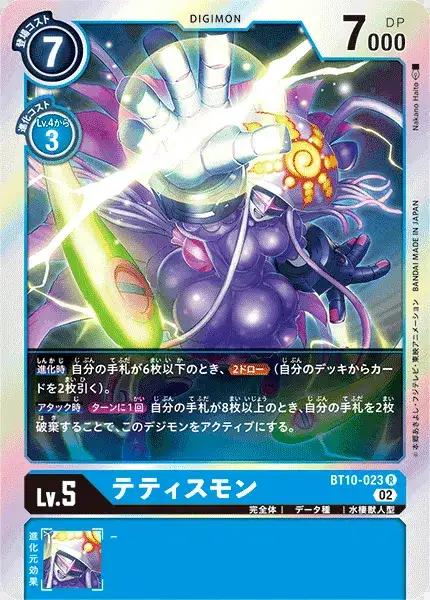 DIGIMON
登場コスト
7
7000
DP
進化コスト
Lv.4から
3
Nakano Haito
©本郷あきよし・フジテレビ・東映アニメーション BANDAI MADE IN JAPAN
進化時 自分の手札が6枚以下のとき、2ドロー(自分のデッキからカー
ドを2枚引く)。
アタック時 ターンに1回 自分の手札が8枚以上のとき、自分の手札を2枚
破棄することで、このデジモンをアクティブにする。
Lv.5
テティスモン
BT10-023 R
02
完全体 データ種 水棲獣人型
進化元効果
-